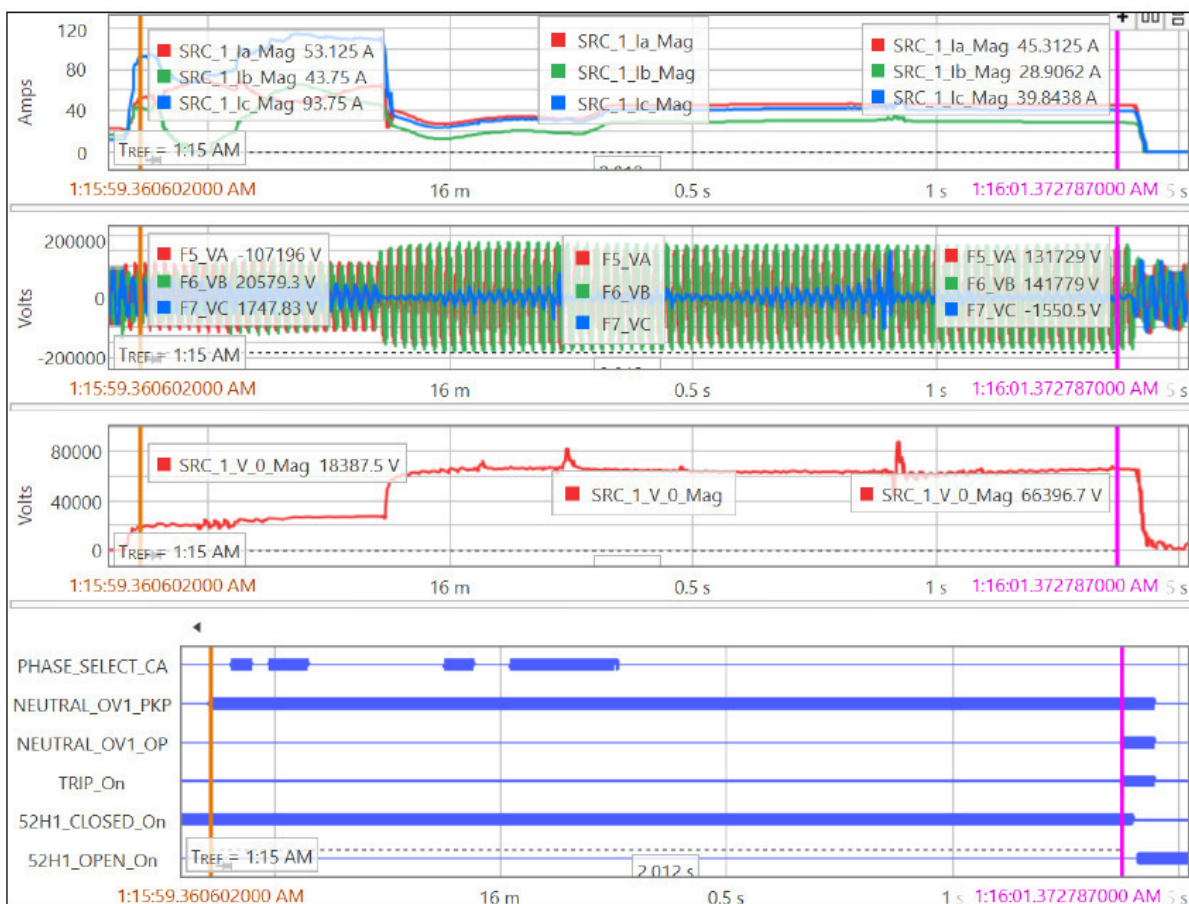 120
80
40
0
Amps
SRC_1_Ia_Mag 53.125 A
SRC_1_Ib_Mag 43.75 A
SRC_1_Ic_Mag 93.75 A
SRC_1_Ia_Mag
SRC_1_Ib_Mag
SRC_1_Ic_Mag
SRC_1_Ia_Mag 45.3125 A
SRC_1_Ib_Mag 28.9062 A
SRC_1_Ic_Mag 39.8438 A
TREF = 1:15 AM
1:15:59.360602000 AM 16 m 0.5 s 1 s 1:16:01.372787000 AM 5 s
200000
0
-200000
Volts
F5_VA -107196 V
F6_VB 20579.3 V
F7_VC 1747.83 V
F5_VA
F6_VB
F7_VC
F5_VA 131729 V
F6_VB 141779 V
F7_VC -1550.5 V
TREF = 1:15 AM
1:15:59.360602000 AM 16 m 0.5 s 1 s 1:16:01.372787000 AM 5 s
80000
40000
0
Volts
SRC_1_V_0_Mag 18387.5 V
SRC_1_V_0_Mag
SRC_1_V_0_Mag 66396.7 V
TREF = 1:15 AM
1:15:59.360602000 AM 16 m 0.5 s 1 s 1:16:01.372787000 AM 5 s
PHASE_SELECT_CA
NEUTRAL_OV1_PKP
NEUTRAL_OV1_OP
TRIP_On
52H1_CLOSED_On
52H1_OPEN_On
TREF = 1:15 AM
2.012 s
1:15:59.360602000 AM 16 m 0.5 s 1 s 1:16:01.372787000 AM 5 s